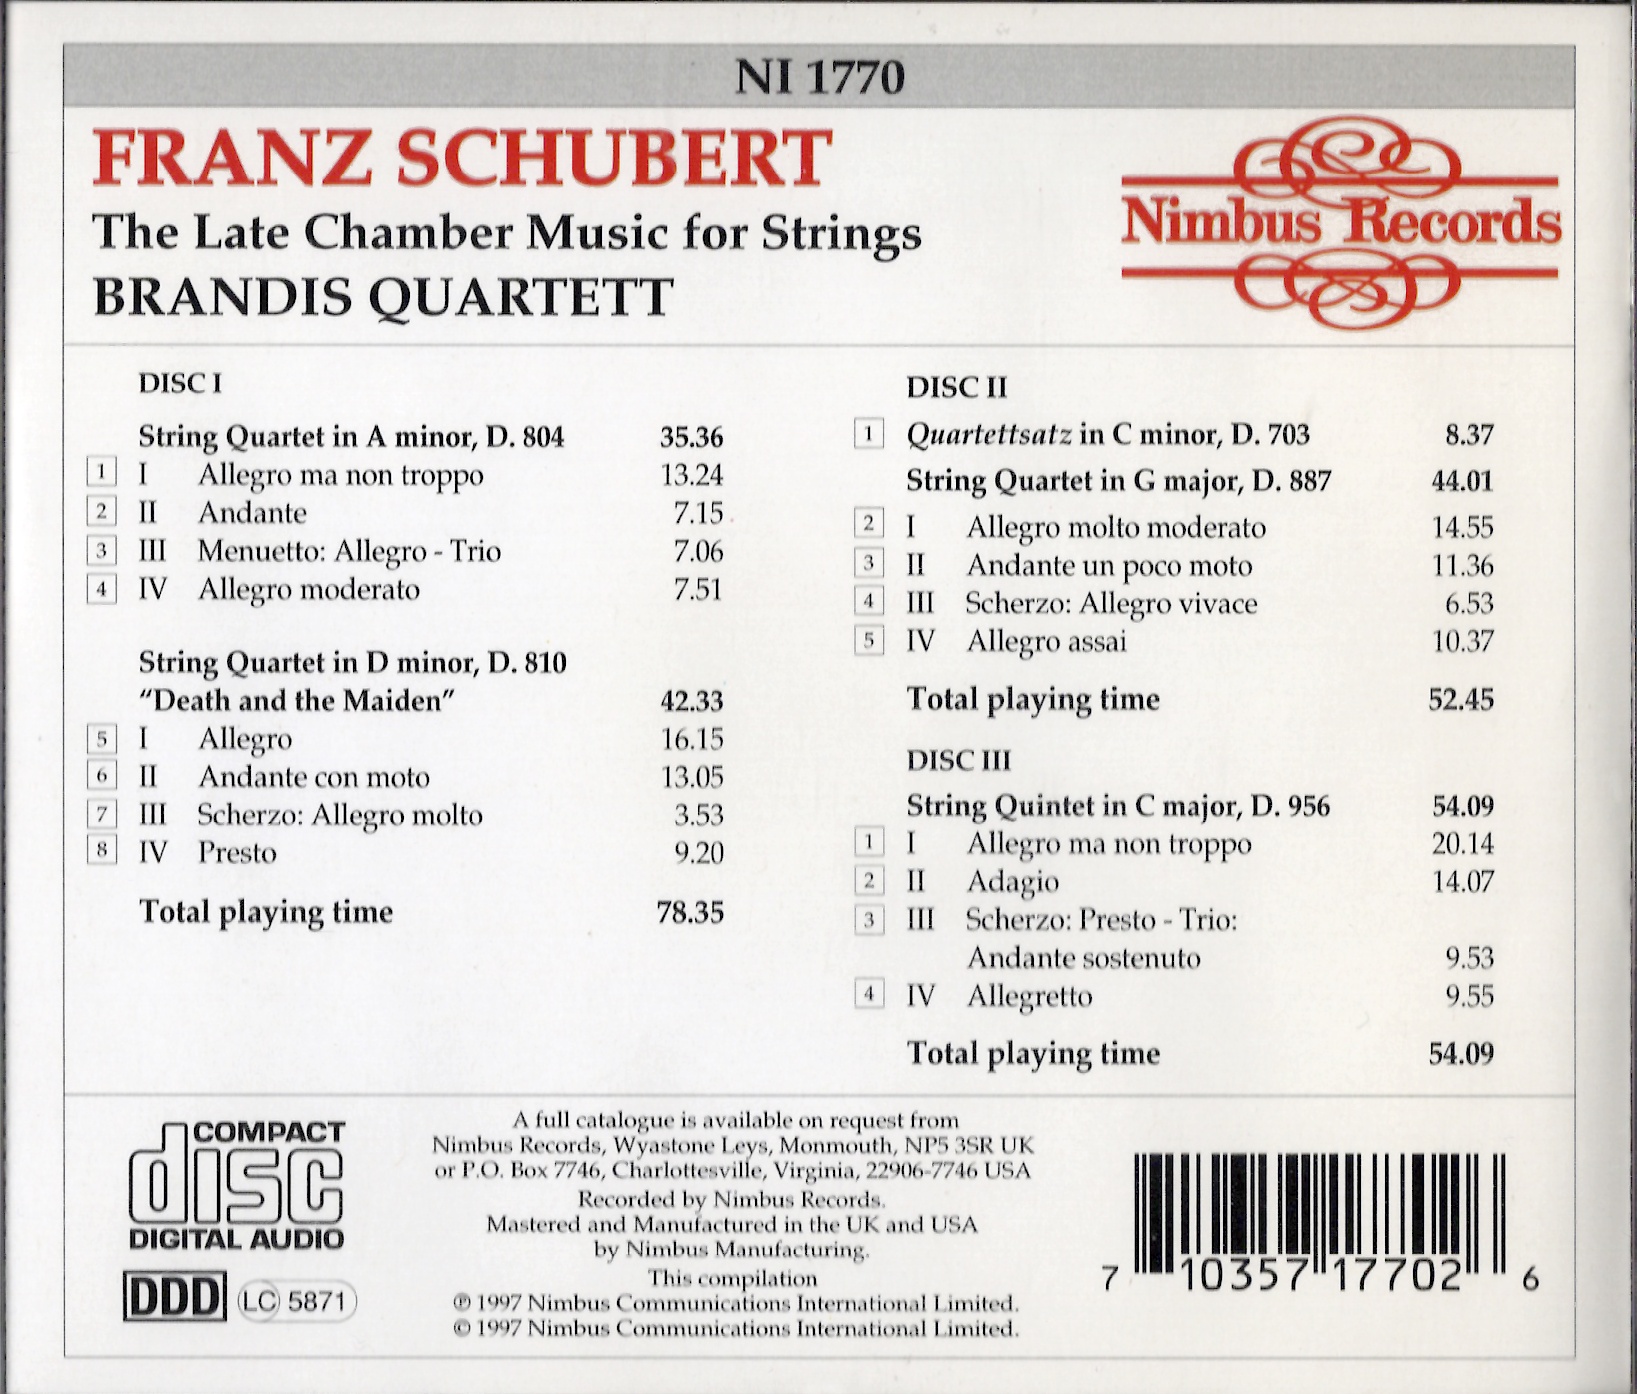 NI 1770
FRANZ SCHUBERT
The Late Chamber Music for Strings
BRANDIS QUARTETT
Nimbus Records
DISC I
String Quartet in A minor, D. 804 35.36
1 I Allegro ma non troppo 13.24
2 II Andante 7.15
3 III Menuetto: Allegro - Trio 7.06
4 IV Allegro moderato 7.51
String Quartet in D minor, D. 810
“Death and the Maiden” 42.33
5 I Allegro 16.15
6 II Andante con moto 13.05
7 III Scherzo: Allegro molto 3.53
8 IV Presto 9.20
Total playing time 78.35
DISC II
1 Quartettsatz in C minor, D. 703 8.37
String Quartet in G major, D. 887 44.01
2 I Allegro molto moderato 14.55
3 II Andante un poco moto 11.36
4 III Scherzo: Allegro vivace 6.53
5 IV Allegro assai 10.37
Total playing time 52.45
DISC III
String Quintet in C major, D. 956 54.09
1 I Allegro ma non troppo 20.14
2 II Adagio 14.07
3 III Scherzo: Presto - Trio:
Andante sostenuto 9.53
4 IV Allegretto 9.55
Total playing time 54.09
COMPACT
disc
DIGITAL AUDIO
DDD LC 5871
A full catalogue is available on request from
Nimbus Records, Wyastone Leys, Monmouth, NP5 3SR UK
or P.O. Box 7746, Charlottesville, Virginia, 22906-7746 USA
Recorded by Nimbus Records.
Mastered and Manufactured in the UK and USA
by Nimbus Manufacturing.
This compilation
℗ 1997 Nimbus Communications International Limited.
© 1997 Nimbus Communications International Limited.
7 10357 17702 6